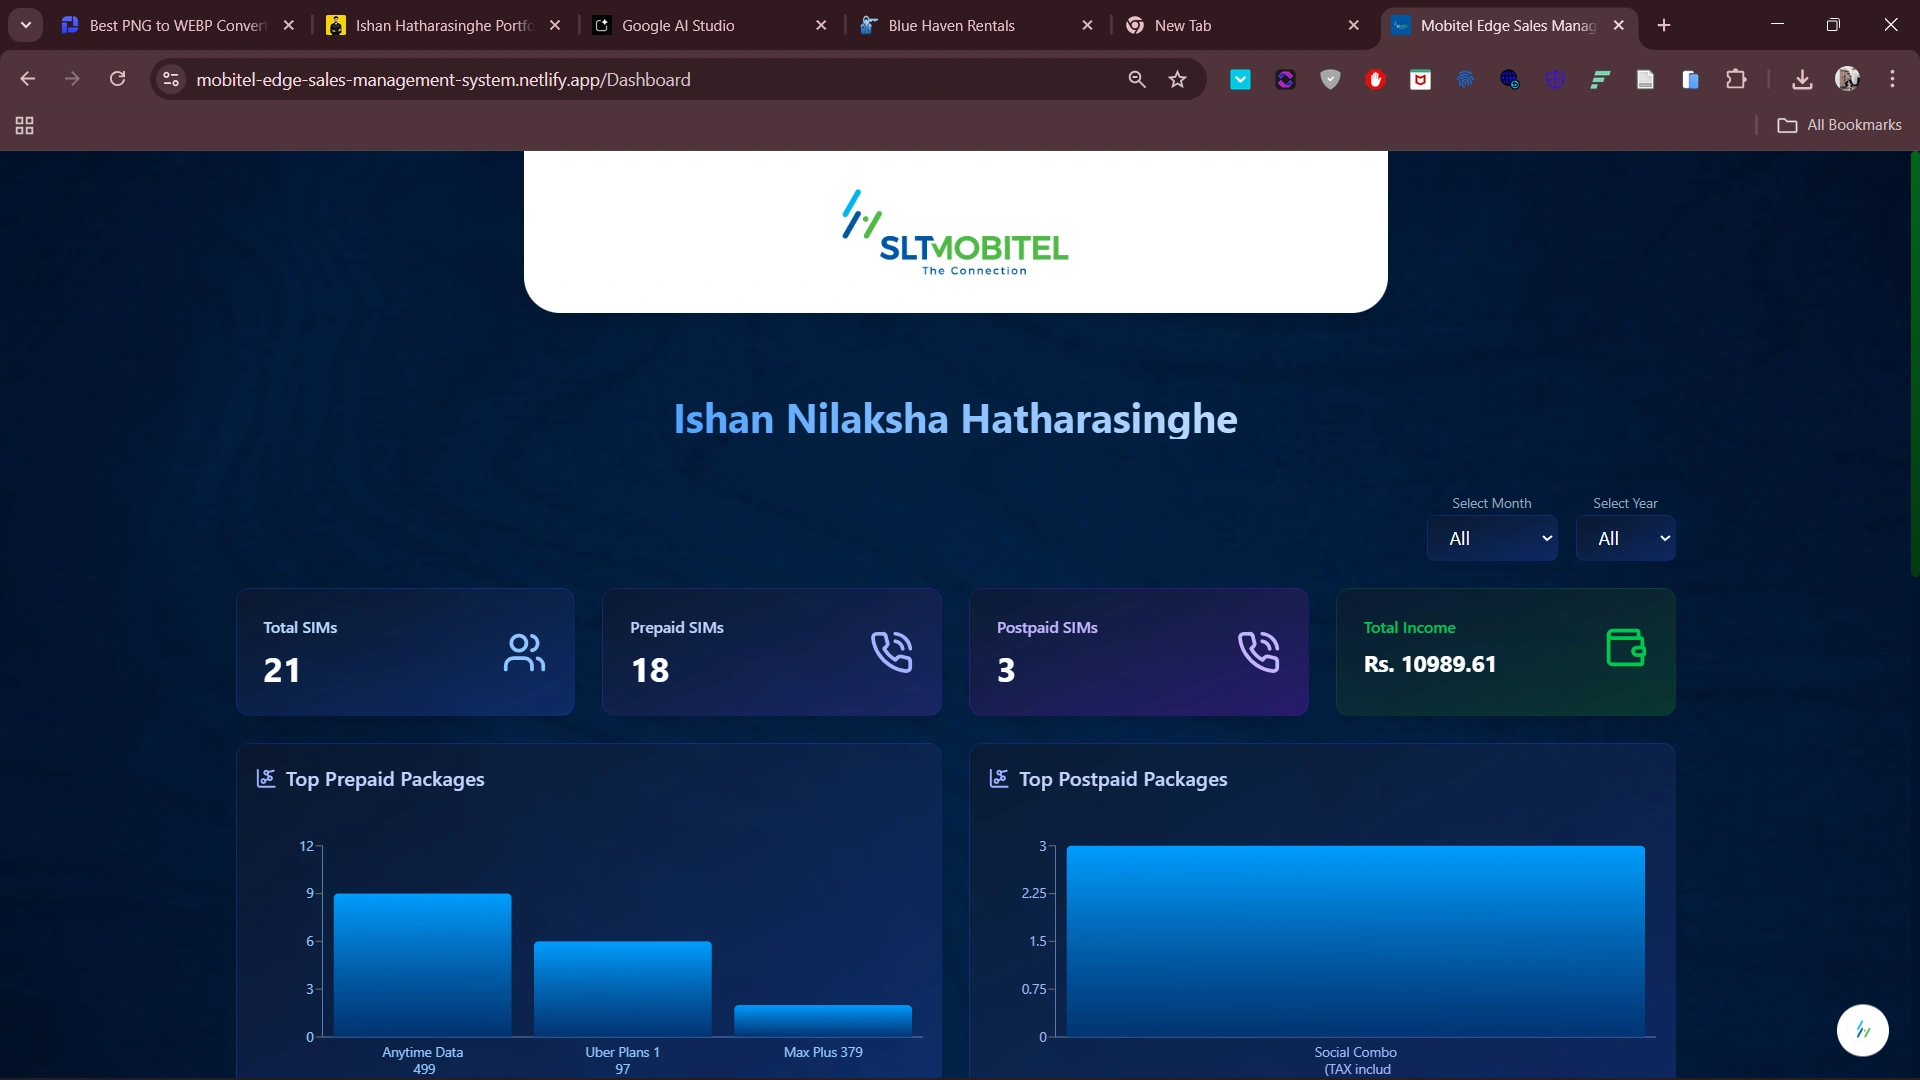 Best PNG to WEBP Convert
Ishan Hatharasinghe Portfo
Google AI Studio
Blue Haven Rentals
New Tab
Mobitel Edge Sales Manag
mobitel-edge-sales-management-system.netlify.app/Dashboard
All Bookmarks
SLTMOBITEL
The Connection
Ishan Nilaksha Hatharasinghe
Select Month
Select Year
All
All
Total SIMs
21
Prepaid SIMs
18
Postpaid SIMs
3
Total Income
Rs. 10989.61
Top Prepaid Packages
12
9
6
3
0
Anytime Data
499
Uber Plans 1
97
Max Plus 379
Top Postpaid Packages
3
2.25
1.5
0.75
0
Social Combo
(TAX includ